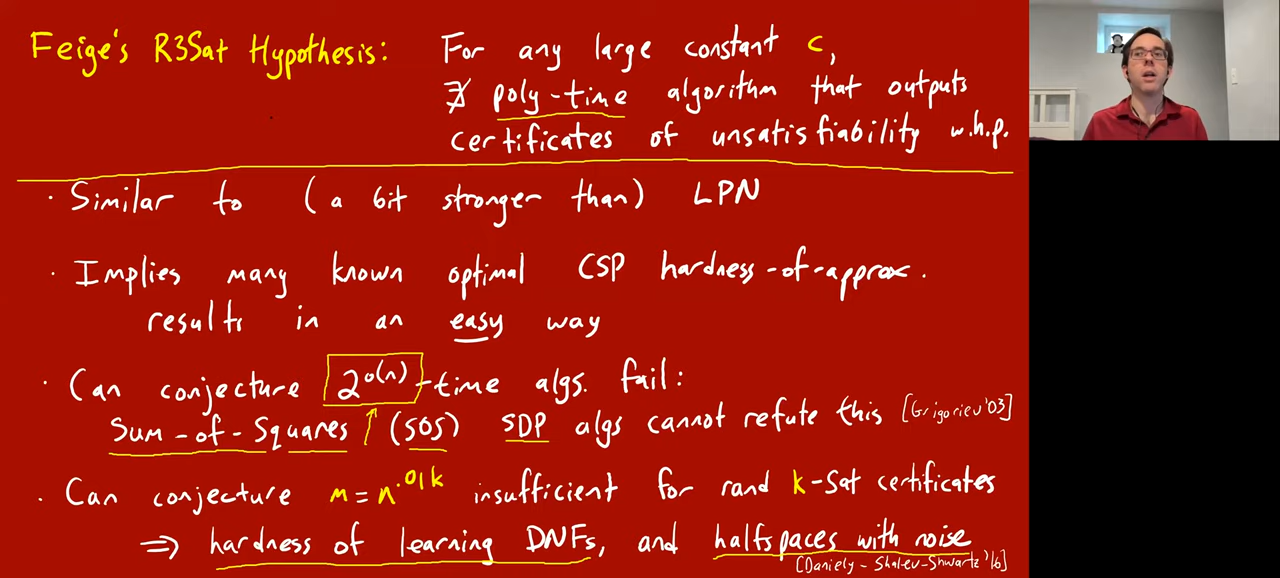 Feige's R3Sat Hypothesis: For any large constant c,
∄ poly-time algorithm that outputs
certificates of unsatisfiability w.h.p.
· Similar to (a bit stronger than) LPN
· Implies many known optimal CSP hardness-of-approx.
results in an easy way
· Can conjecture 2^{o(n)}-time algs. fail:
Sum-of-Squares (SOS) SDP algs cannot refute this [Grigoriev '03]
· Can conjecture m = n^{.01k} insufficient for rand k-Sat certificates
⇒ hardness of learning DNFs, and halfspaces with noise
[Daniely-Shalev-Shwartz '16]